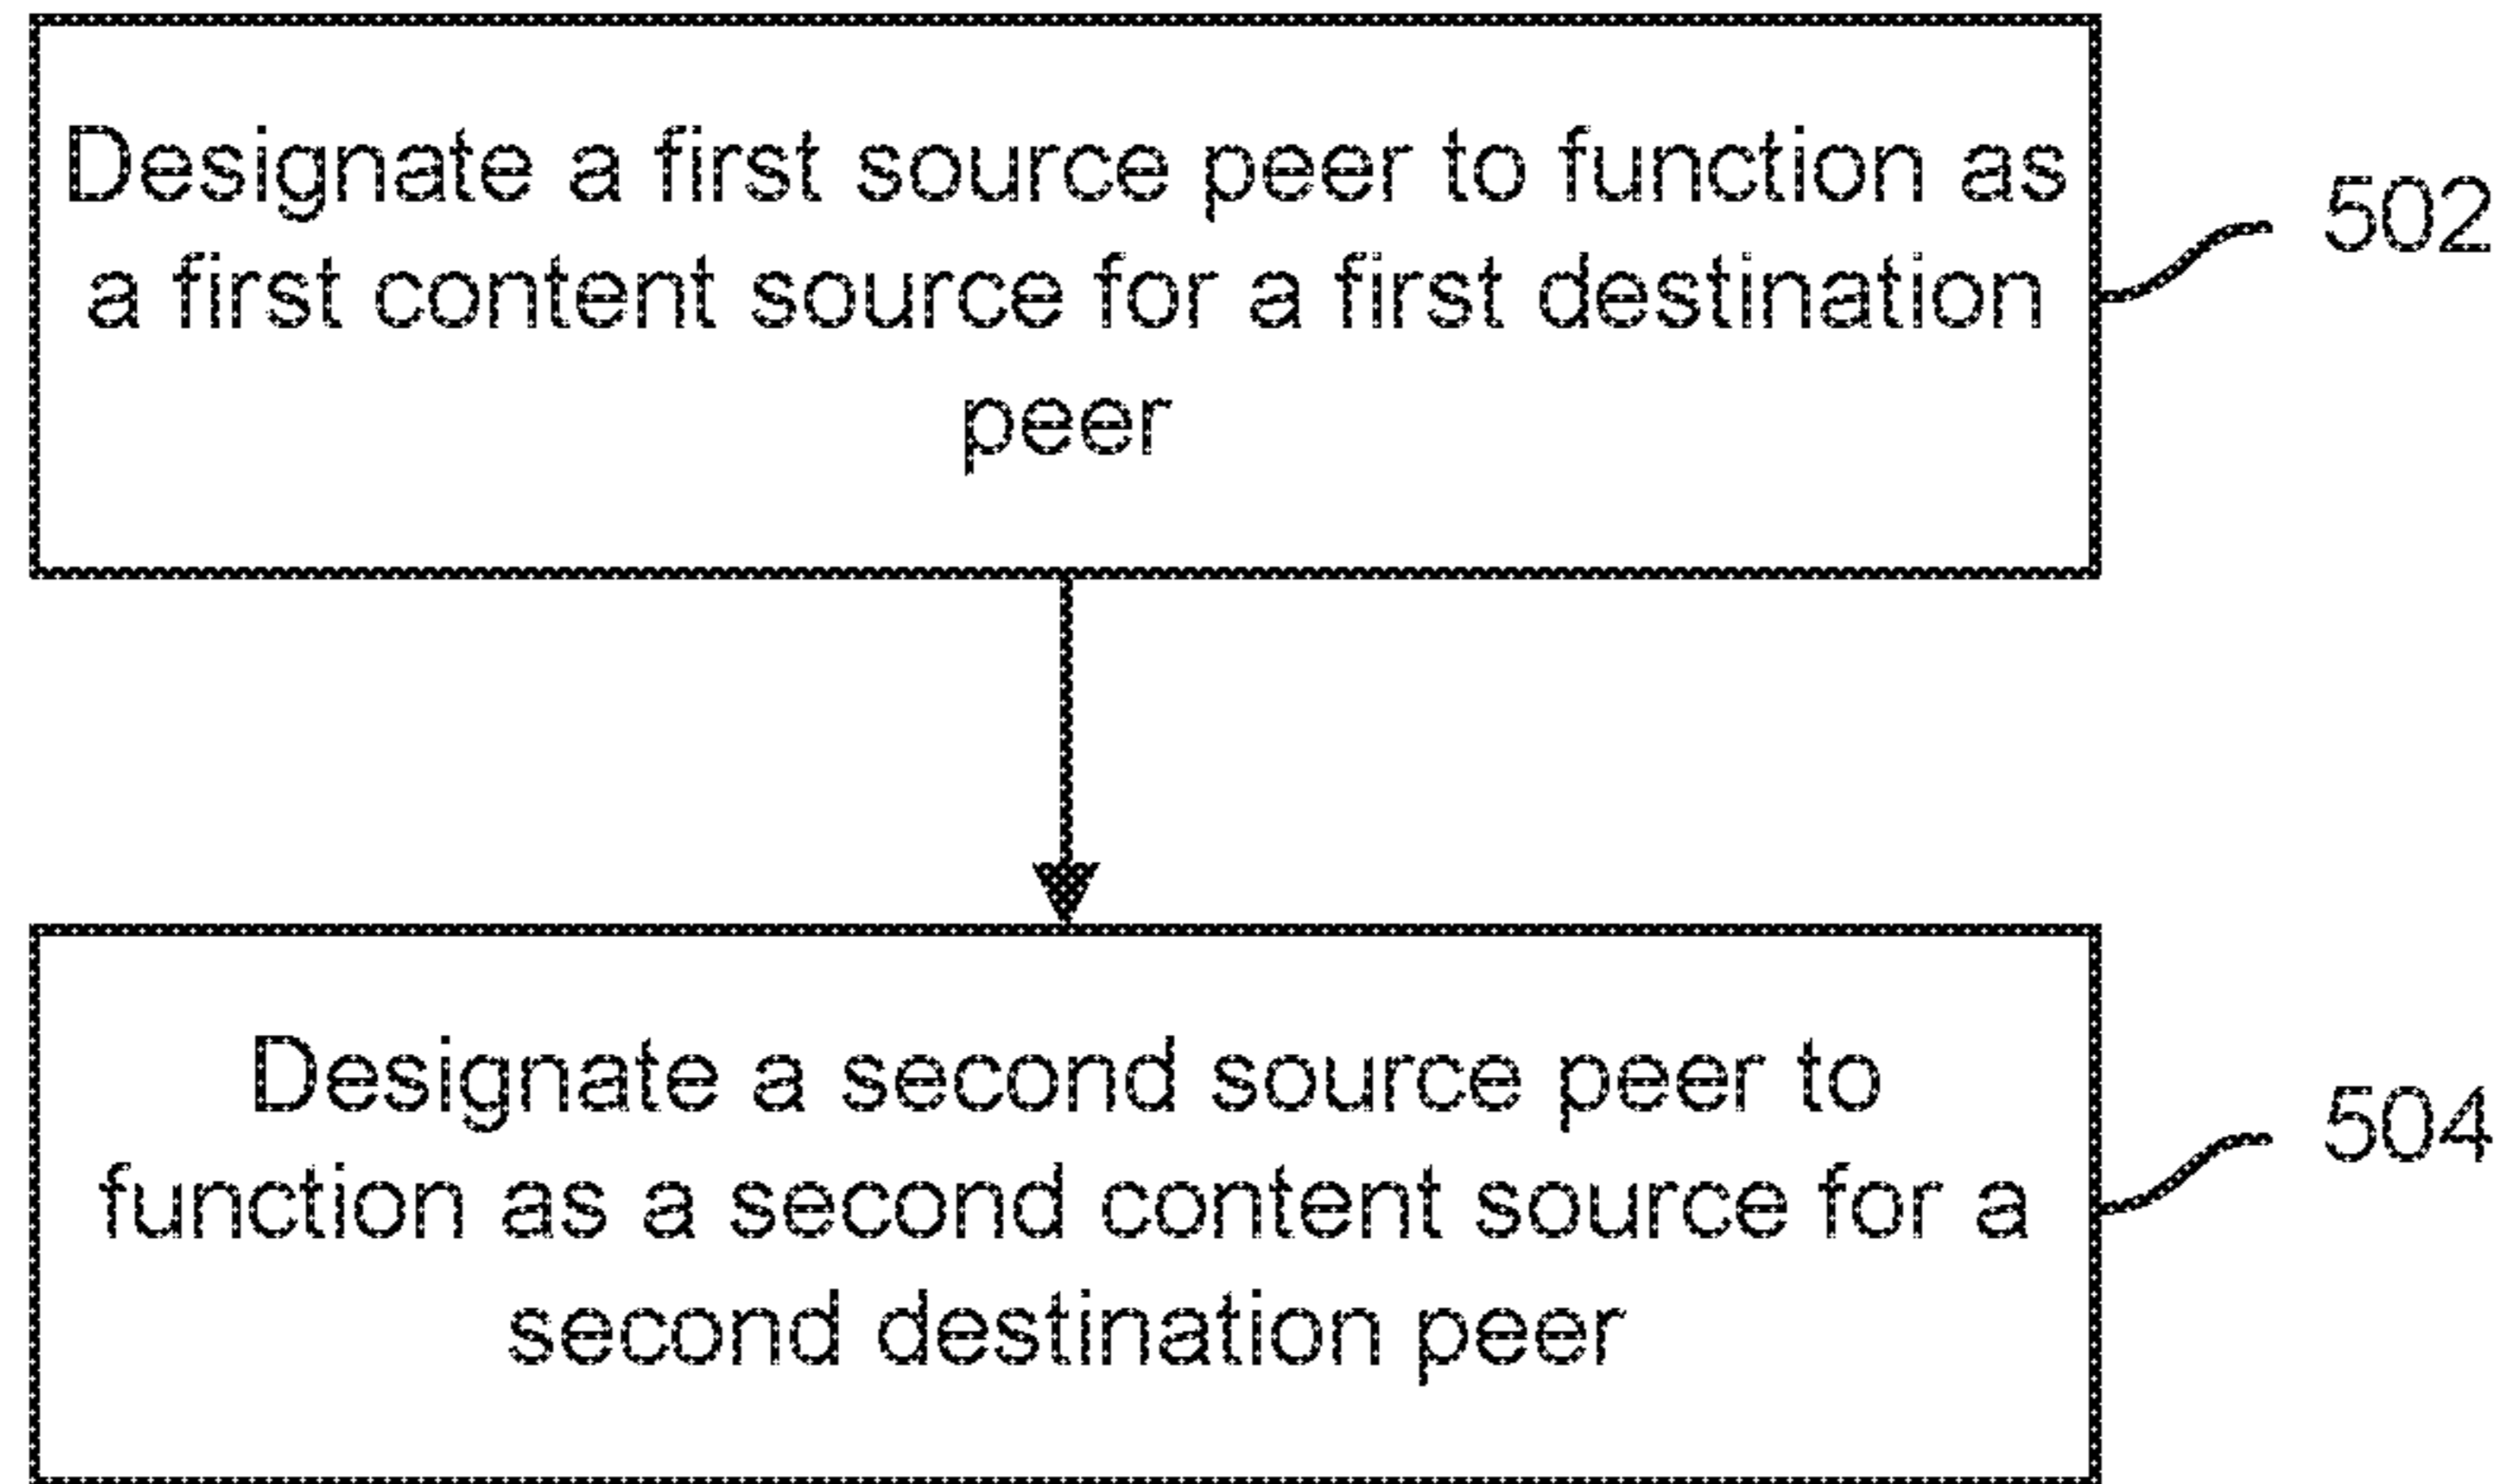 Designate a first source peer to function as
a first content source for a first destination
peer
502
Designate a second source peer to
function as a second content source for a
second destination peer
504